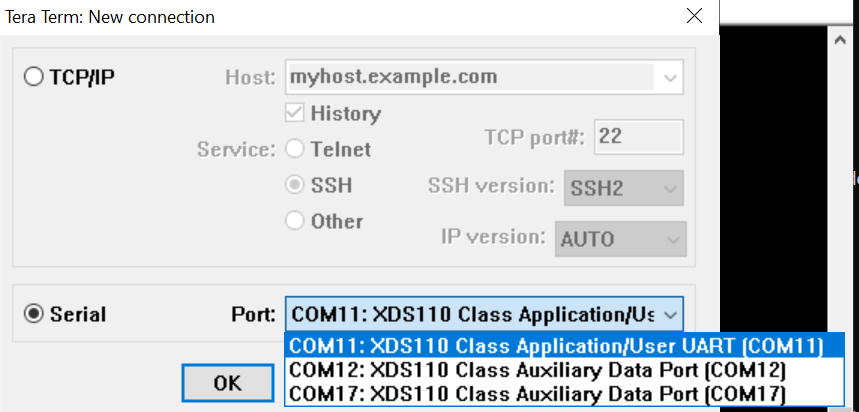 Tera Term: New connection
TCP/IP
Host: myhost.example.com
History
Service: Telnet
TCP port#: 22
SSH
SSH version: SSH2
Other
IP version: AUTO
Serial
Port: COM11: XDS110 Class Application/Us
COM11: XDS110 Class Application/User UART (COM11)
COM12: XDS110 Class Auxiliary Data Port (COM12)
COM17: XDS110 Class Auxiliary Data Port (COM17)
OK